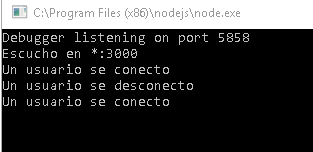 C:\Program Files (x86)\nodejs\node.exe
Debugger listening on port 5858
Escucho en *:3000
Un usuario se conecto
Un usuario se desconecto
Un usuario se conecto